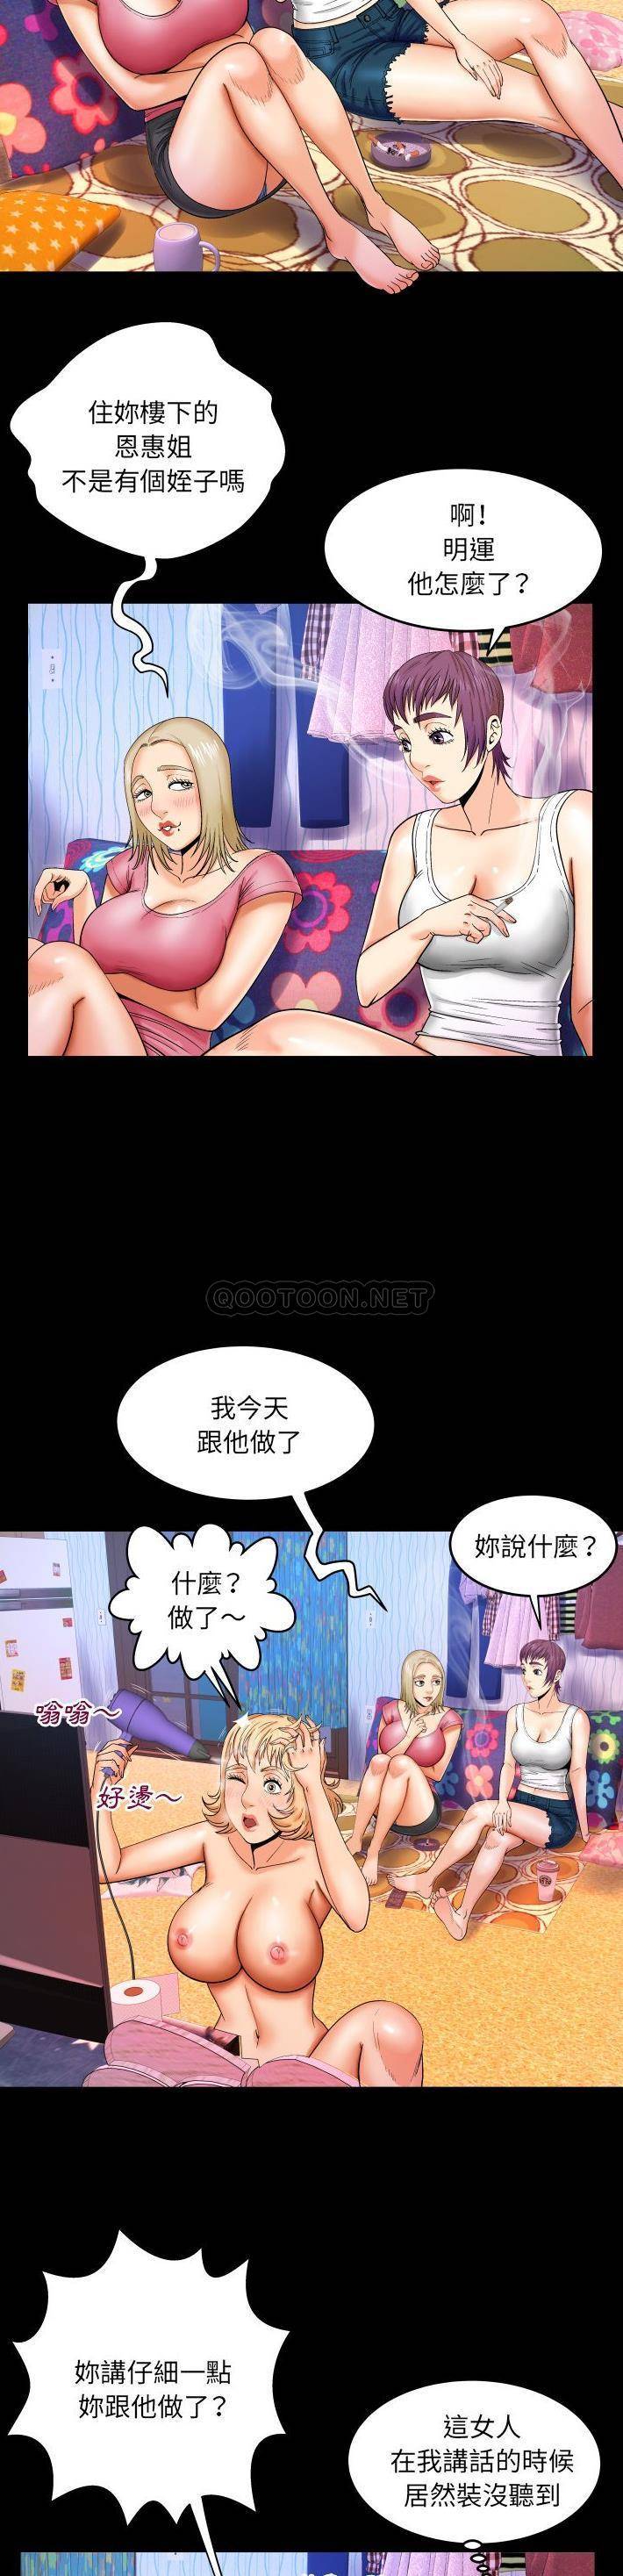 住妳樓下的
恩惠姐
不是有個姪子嗎
啊！
明運
他怎麼了？
QOOTOON.NET
我今天
跟他做了
妳說什麼？
什麼？
做了～
嗡嗡～
好燙～
妳講仔細一點
妳跟他做了？
這女人
在我講話的時候
居然裝沒聽到